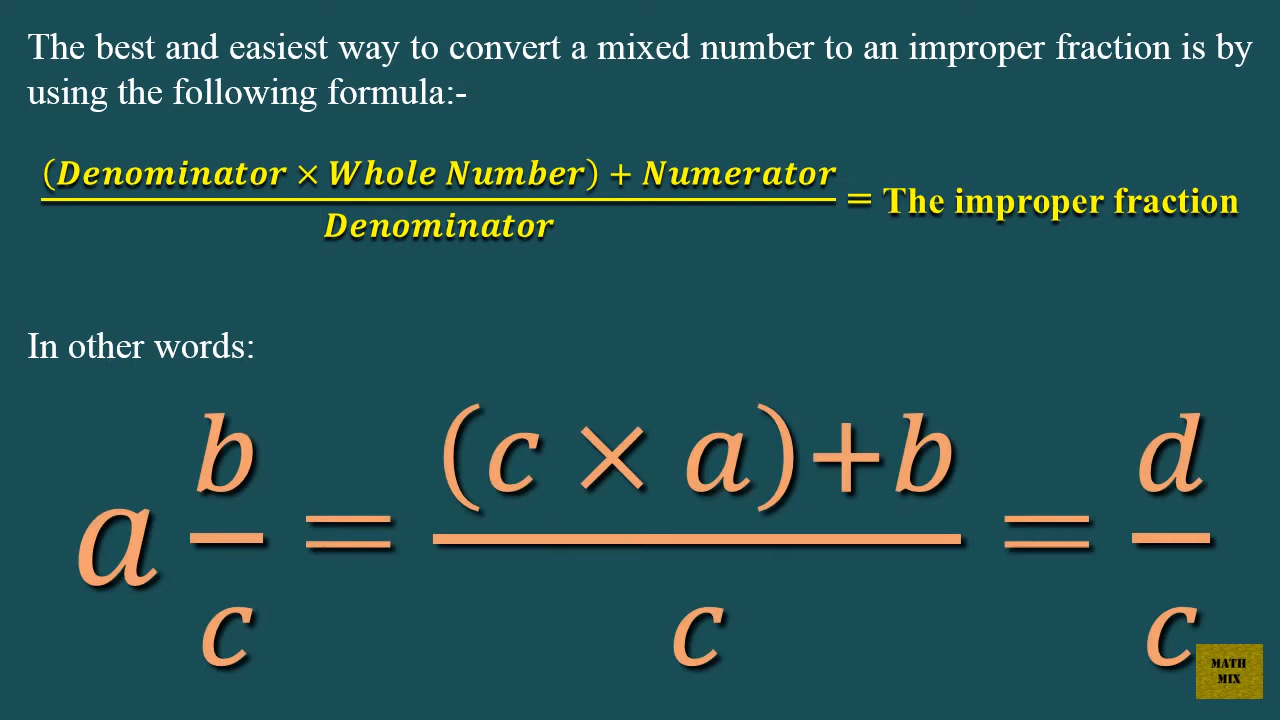 The best and easiest way to convert a mixed number to an improper fraction is by
using the following formula:-
(Denominator × Whole Number) + Numerator
Denominator
= The improper fraction
In other words:
a b/c = (c × a)+b/c = d/c
MATH
MIX